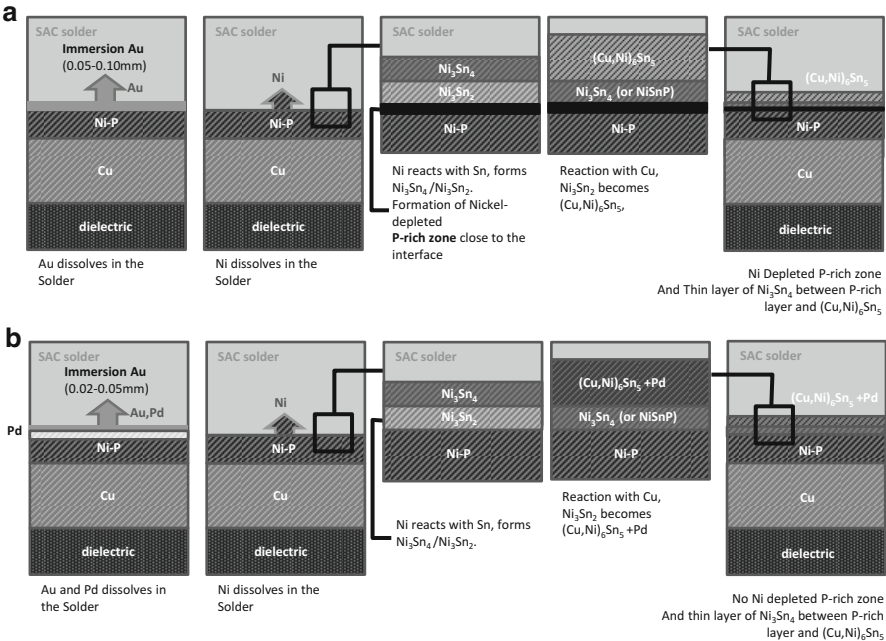 a
SAC solder
Immersion Au
(0.05-0.10mm)
Au
Ni-P
Cu
dielectric
Au dissolves in the
Solder
SAC solder
Ni
Ni-P
Cu
dielectric
Ni dissolves in the
Solder
SAC solder
Ni₃Sn₄
Ni₃Sn₂
Ni-P
Ni reacts with Sn, forms
Ni₃Sn₄/Ni₃Sn₂.
Formation of Nickel-
depleted
P-rich zone close to the
interface
(Cu,Ni)₆Sn₅
Ni₃Sn₄ (or NiSnP)
Ni-P
Reaction with Cu,
Ni₃Sn₂ becomes
(Cu,Ni)₆Sn₅,
SAC solder
(Cu,Ni)₆Sn₅
Ni-P
Cu
dielectric
Ni Depleted P-rich zone
And Thin layer of Ni₃Sn₄ between P-rich
layer and (Cu,Ni)₆Sn₅
b
SAC solder
Immersion Au
(0.02-0.05mm)
Au,Pd
Pd
Ni-P
Cu
dielectric
Au and Pd dissolves in
the Solder
SAC solder
Ni
Ni-P
Cu
dielectric
Ni dissolves in the
Solder
SAC solder
Ni₃Sn₄
Ni₃Sn₂
Ni-P
Ni reacts with Sn, forms
Ni₃Sn₄/Ni₃Sn₂.
(Cu,Ni)₆Sn₅ +Pd
Ni₃Sn₄ (or NiSnP)
Ni-P
Reaction with Cu,
Ni₃Sn₂ becomes
(Cu,Ni)₆Sn₅ +Pd
SAC solder
(Cu,Ni)₆Sn₅ +Pd
Ni-P
Cu
dielectric
No Ni depleted P-rich zone
And thin layer of Ni₃Sn₄ between P-rich
layer and (Cu,Ni)₆Sn₅